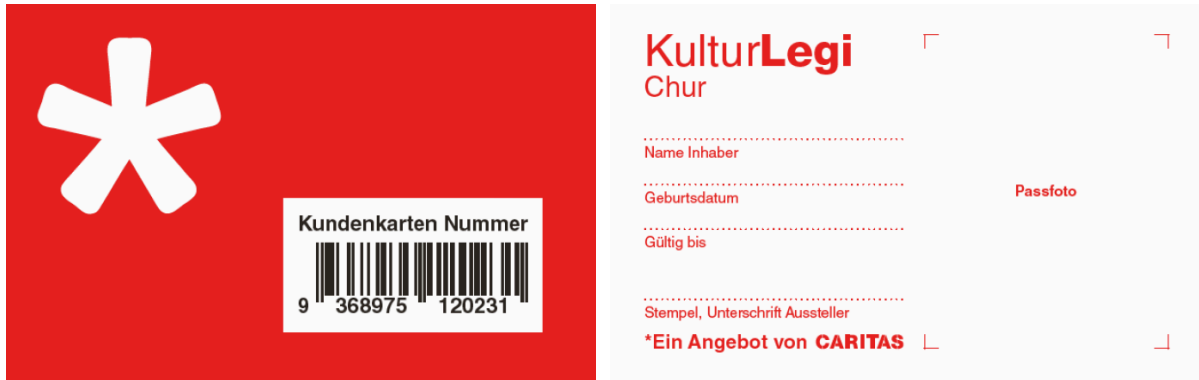 Kundenkarten Nummer
9 368975 120231
KulturLegi
Chur
Name Inhaber
Geburtsdatum
Gültig bis
Stempel, Unterschrift Aussteller
*Ein Angebot von CARITAS
Passfoto